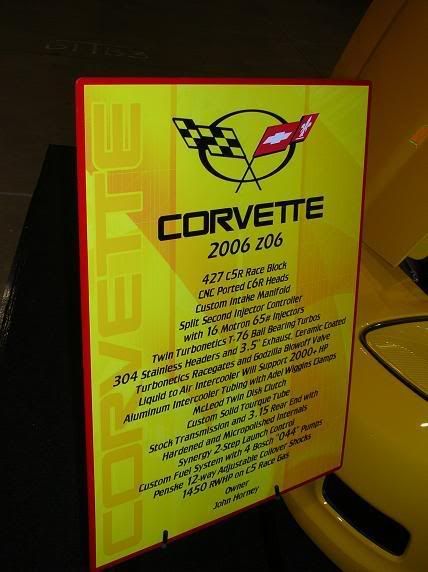 CORVETTE
CORVETTE
2006 Z06
427 C5R Race Block
CNC Ported C6R Heads
Custom Intake Manifold
Split Second Injector Controller
with 16 Motron 65# Injectors
Twin Turbonetics T-76 Ball Bearing Turbos
304 Stainless Headers and 3.5" Exhaust, Ceramic Coated
Turbonetics Racegates and Godzilla Blowoff Valve
Liquid to Air Intercooler Will Support 2000+ HP
Aluminum Intercooler Tubing with Adel Wiggins Clamps
McLeod Twin Disk Clutch
Custom Solid Tourque Tube
Stock Transmission and 3.15 Rear End with
Hardened and Micropolished Internals
Synergy 2-Step Launch Control
Custom Fuel System with 4 Bosch "044" Pumps
Penske 12-way Adjustable Coilover Shocks
1450 RWHP on C5 Race Gas
Owner
John Horney